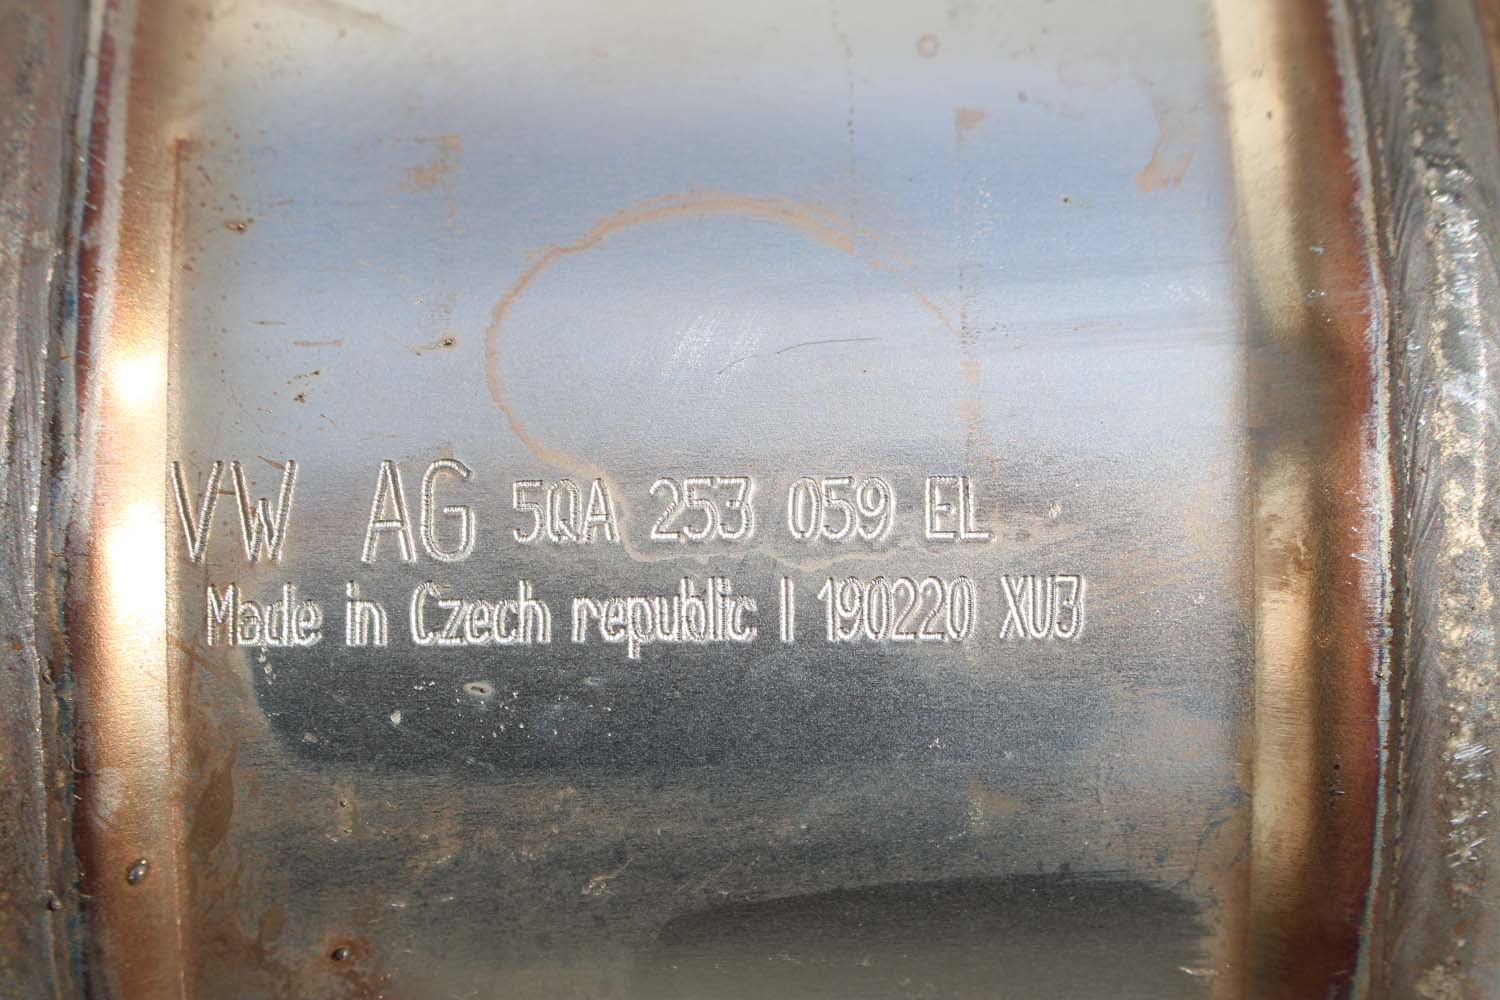 VW AG 5QA 253 059 EL
Made in Czech republic | 190220 XU3